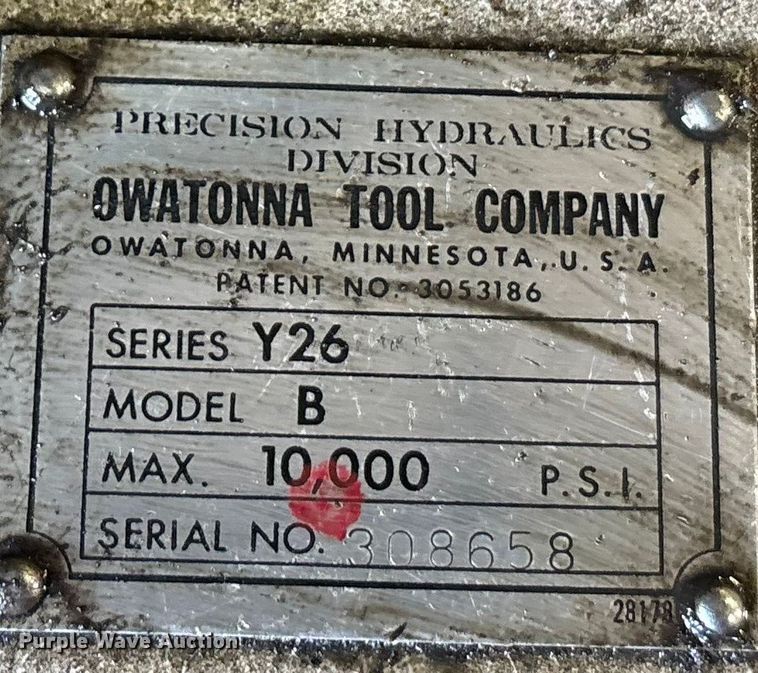 PRECISION HYDRAULICS
DIVISION
OWATONNA TOOL COMPANY
OWATONNA, MINNESOTA, U. S. A.
PATENT NO. 3053186
SERIES Y26
MODEL B
MAX. 10,000 P.S.I.
SERIAL NO. 308658
28178
Purple Wave Auction